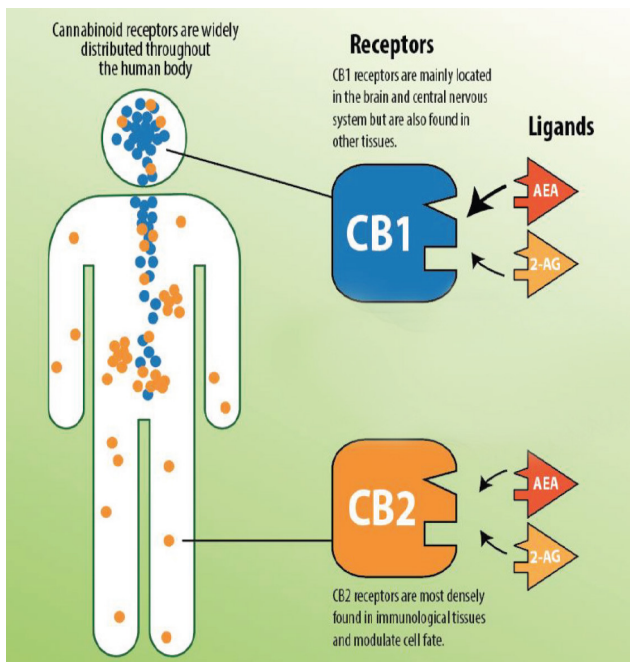 Cannabinoid receptors are widely
distributed throughout
the human body
Receptors
CB1 receptors are mainly located
in the brain and central nervous
system but are also found in
other tissues.
Ligands
CB1
AEA
2-AG
CB2
AEA
2-AG
CB2 receptors are most densely
found in immunological tissues
and modulate cell fate.